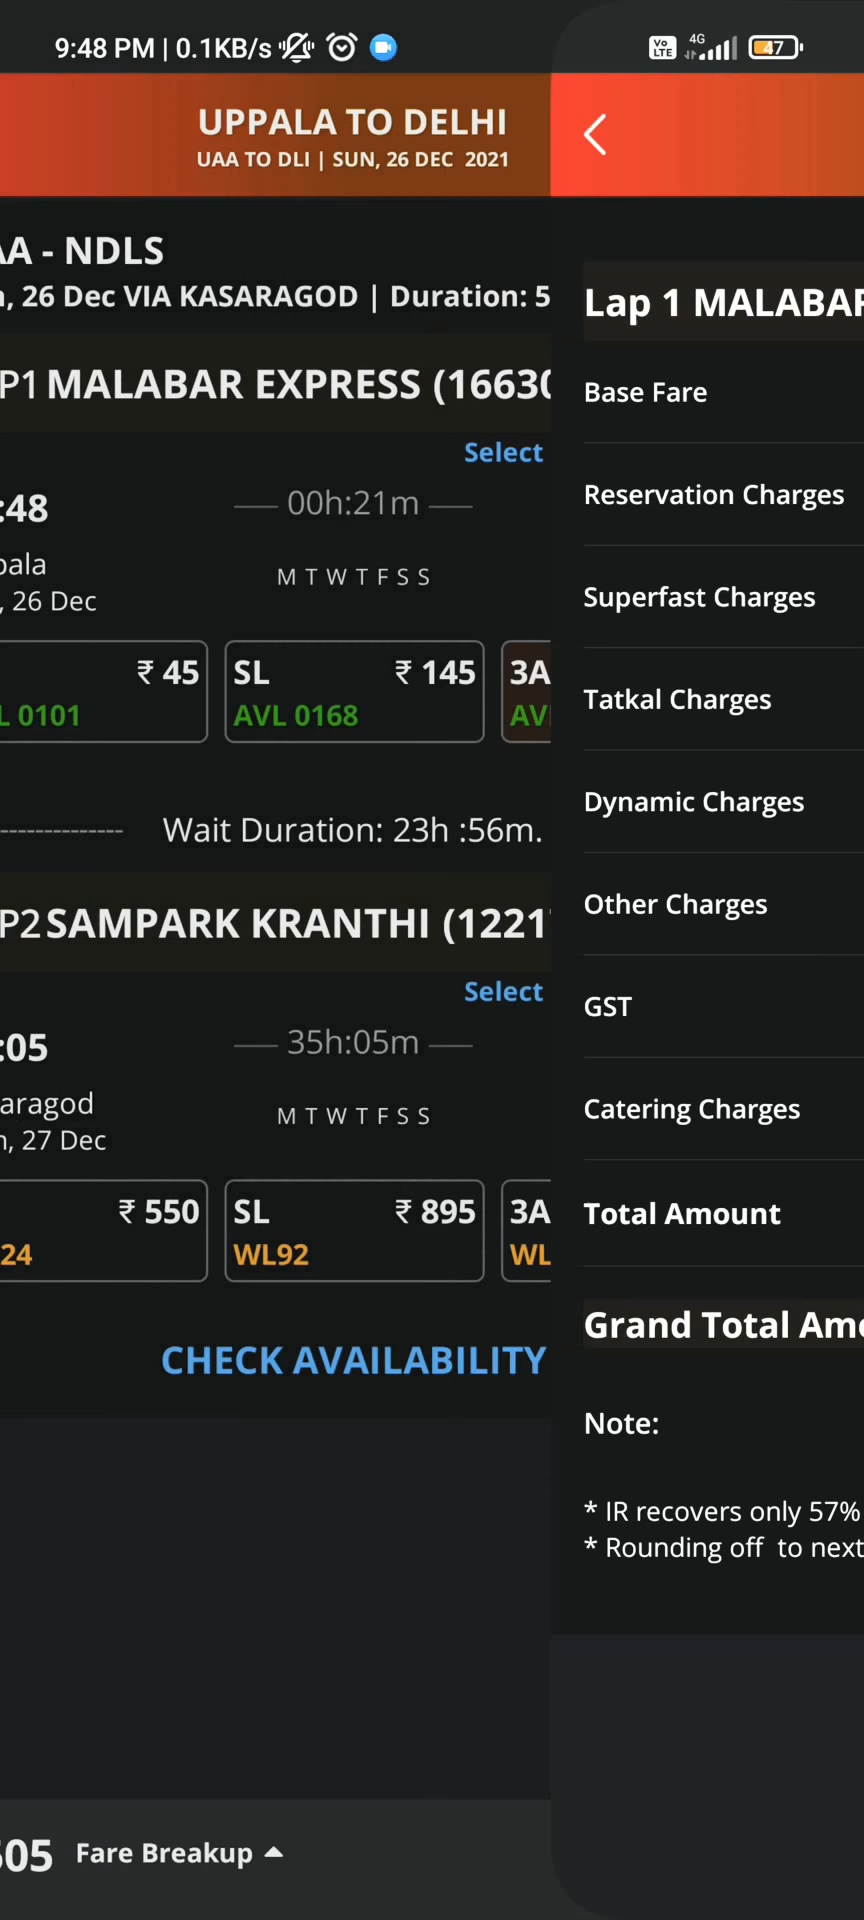 9:48 PM | 0.1KB/s
Vo LTE 4G 47
UPPALA TO DELHI
UAA TO DLI | SUN, 26 DEC 2021
AA - NDLS
, 26 Dec VIA KASARAGOD | Duration: 5
P1 MALABAR EXPRESS (16630
Select
:48
00h:21m
pala
, 26 Dec
M T W T F S S
₹ 45
L 0101
SL ₹ 145
AVL 0168
3A
AV
Wait Duration: 23h :56m.
P2 SAMPARK KRANTHI (1221
Select
:05
35h:05m
aragod
, 27 Dec
M T W T F S S
₹ 550
24
SL ₹ 895
WL92
3A
WL
CHECK AVAILABILITY
05 Fare Breakup
Lap 1 MALABAR
Base Fare
Reservation Charges
Superfast Charges
Tatkal Charges
Dynamic Charges
Other Charges
GST
Catering Charges
Total Amount
Grand Total Amo
Note:
* IR recovers only 57%
* Rounding off to next